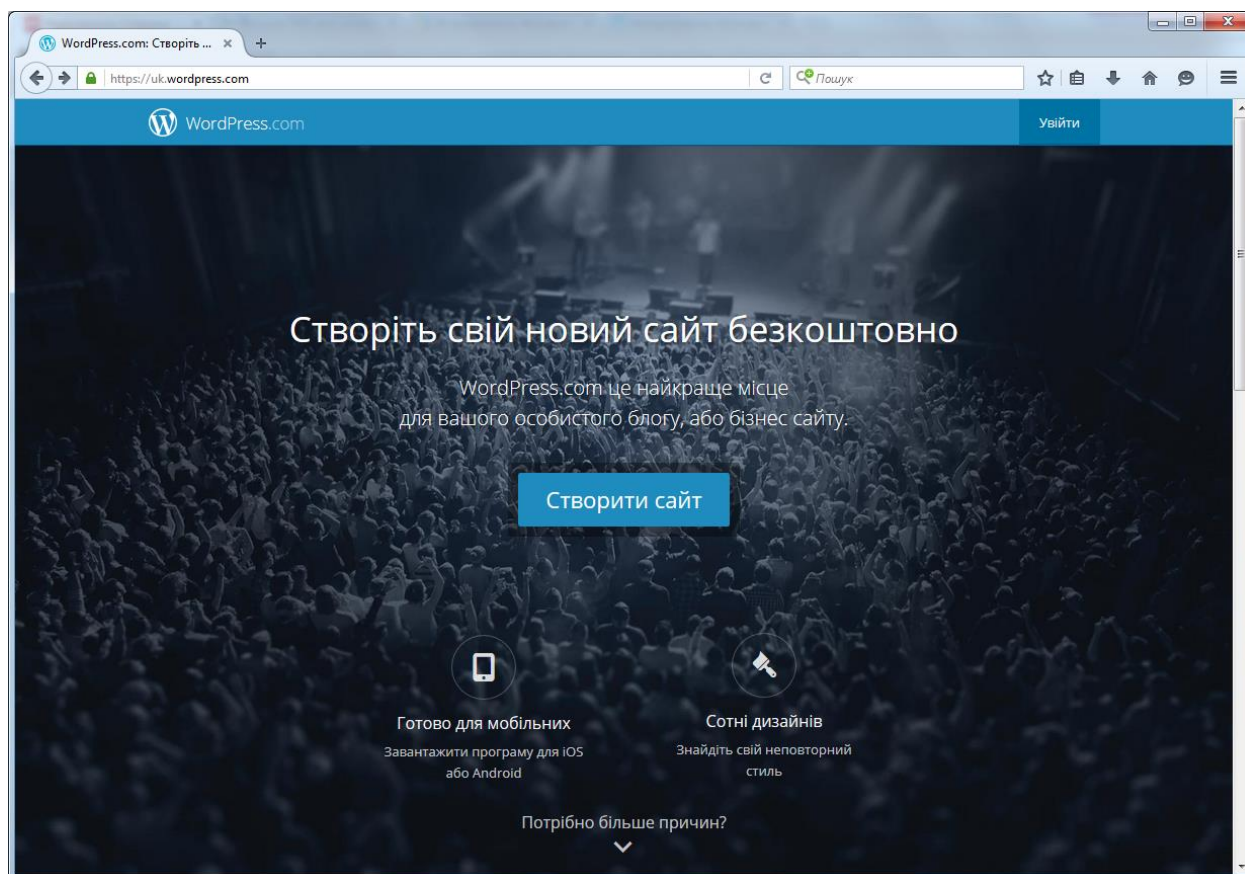 WordPress.com: Створіть ...
https://uk.wordpress.com
Пошук
WordPress.com
Увійти
Створіть свій новий сайт безкоштовно
WordPress.com це найкраще місце
для вашого особистого блогу, або бізнес сайту.
Створити сайт
Готово для мобільних
Завантажити програму для iOS
або Android
Сотні дизайнів
Знайдіть свій неповторний
стиль
Потрібно більше причин?